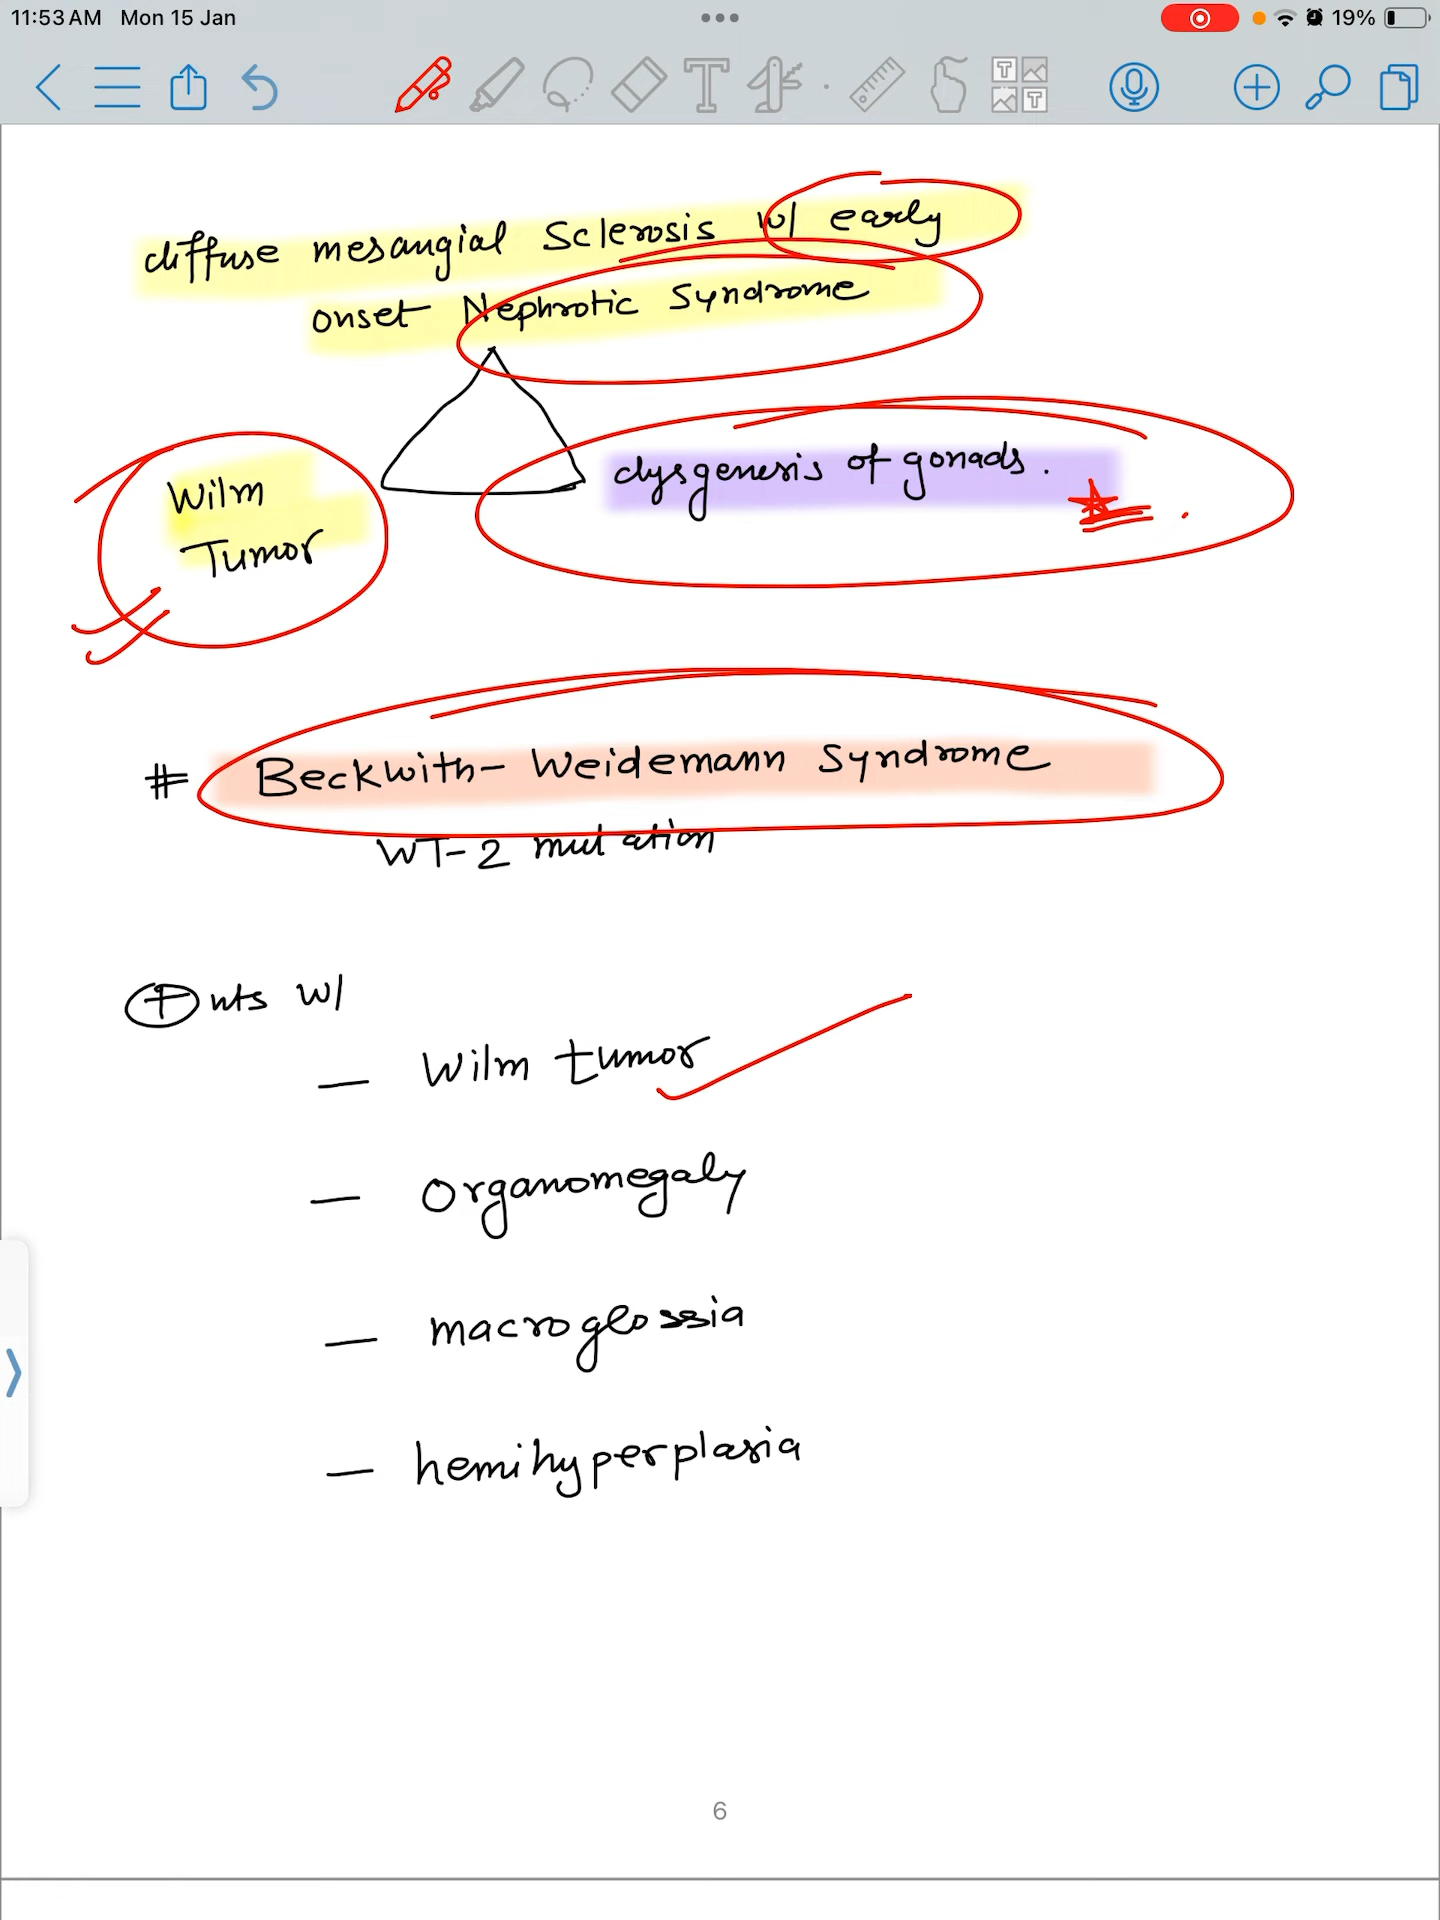 11:53 AM Mon 15 Jan
19%
diffuse mesangial Sclerosis w/ early
onset Nephrotic Syndrome
dysgenesis of gonads.
Wilm
Tumor
# Beckwith- Weidemann Syndrome
WT-2 mutation
nts w/
— Wilm tumor
— Organomegaly
— macroglossia
— hemihyperplasia
6